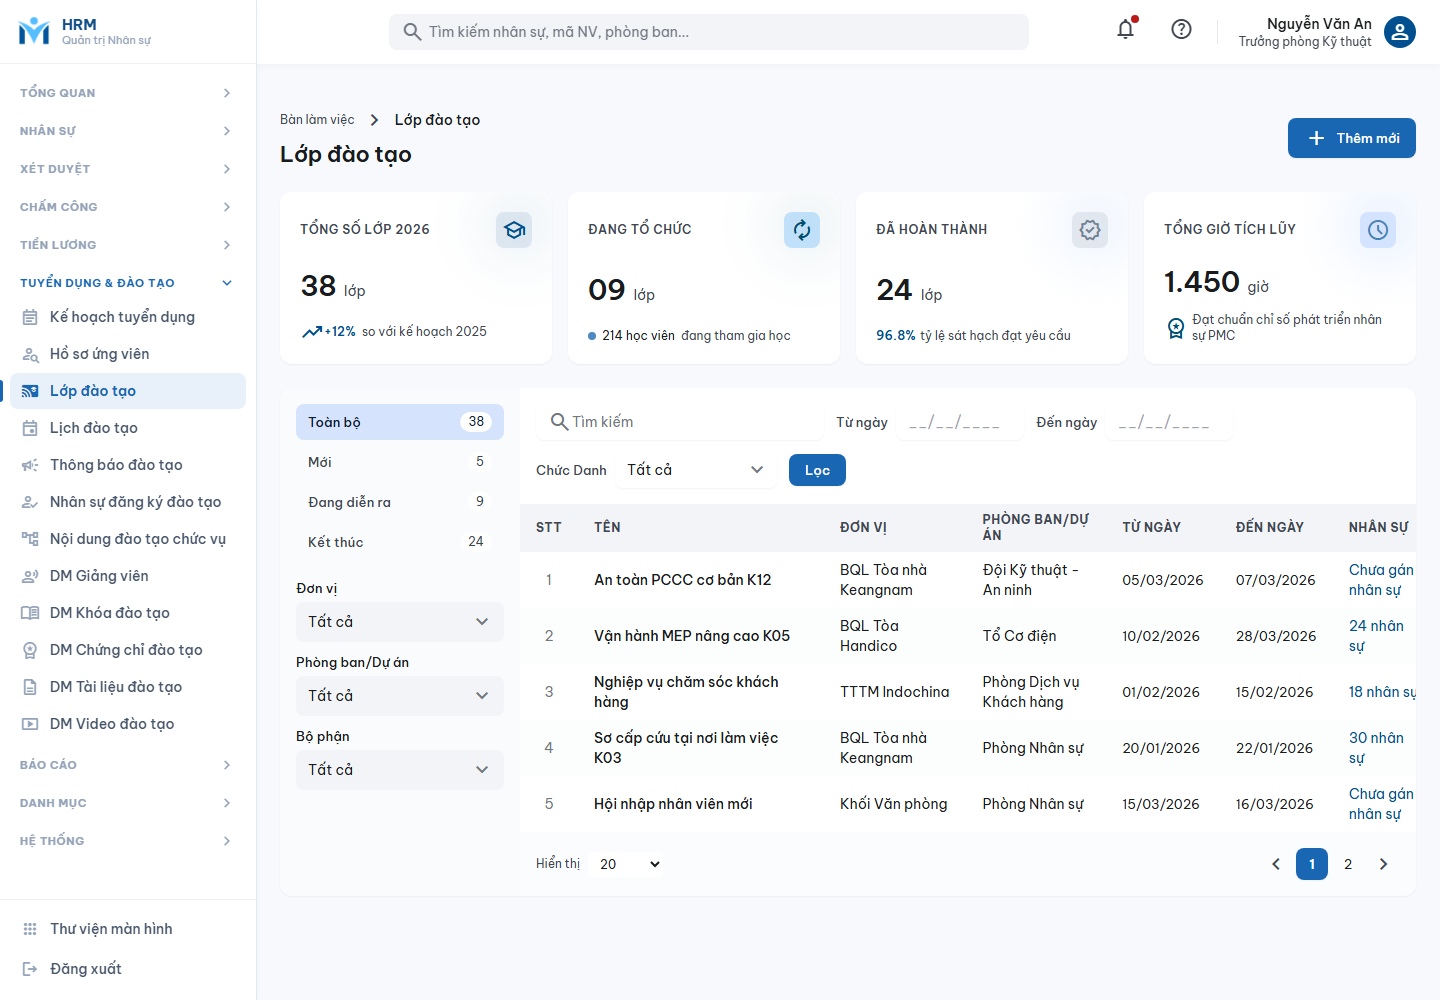 HRM
Quản trị Nhân sự
Tìm kiếm nhân sự, mã NV, phòng ban...
Nguyễn Văn An
Trưởng phòng Kỹ thuật
TỔNG QUAN
NHÂN SỰ
XÉT DUYỆT
CHẤM CÔNG
TIỀN LƯƠNG
TUYỂN DỤNG & ĐÀO TẠO
Kế hoạch tuyển dụng
Hồ sơ ứng viên
Lớp đào tạo
Lịch đào tạo
Thông báo đào tạo
Nhân sự đăng ký đào tạo
Nội dung đào tạo chức vụ
DM Giảng viên
DM Khóa đào tạo
DM Chứng chỉ đào tạo
DM Tài liệu đào tạo
DM Video đào tạo
BÁO CÁO
DANH MỤC
HỆ THỐNG
Thư viện màn hình
Đăng xuất
Bàn làm việc
Lớp đào tạo
Lớp đào tạo
Thêm mới
TỔNG SỐ LỚP 2026
38 lớp
+12% so với kế hoạch 2025
ĐANG TỔ CHỨC
09 lớp
214 học viên đang tham gia học
ĐÃ HOÀN THÀNH
24 lớp
96.8% tỷ lệ sát hạch đạt yêu cầu
TỔNG GIỜ TÍCH LŨY
1.450 giờ
Đạt chuẩn chỉ số phát triển nhân
sự PMC
Toàn bộ 38
Mới 5
Đang diễn ra 9
Kết thúc 24
Đơn vị
Tất cả
Phòng ban/Dự án
Tất cả
Bộ phận
Tất cả
Tìm kiếm
Từ ngày __/__/____
Đến ngày __/__/____
Chức Danh Tất cả
Lọc
STT TÊN ĐƠN VỊ PHÒNG BAN/DỰ ÁN TỪ NGÀY ĐẾN NGÀY NHÂN SỰ
1 An toàn PCCC cơ bản K12 BQL Tòa nhà Keangnam Đội Kỹ thuật - An ninh 05/03/2026 07/03/2026 Chưa gán nhân sự
2 Vận hành MEP nâng cao K05 BQL Tòa Handico Tổ Cơ điện 10/02/2026 28/03/2026 24 nhân sự
3 Nghiệp vụ chăm sóc khách hàng TTTM Indochina Phòng Dịch vụ Khách hàng 01/02/2026 15/02/2026 18 nhân sự
4 Sơ cấp cứu tại nơi làm việc K03 BQL Tòa nhà Keangnam Phòng Nhân sự 20/01/2026 22/01/2026 30 nhân sự
5 Hội nhập nhân viên mới Khối Văn phòng Phòng Nhân sự 15/03/2026 16/03/2026 Chưa gán nhân sự
Hiển thị 20
1 2